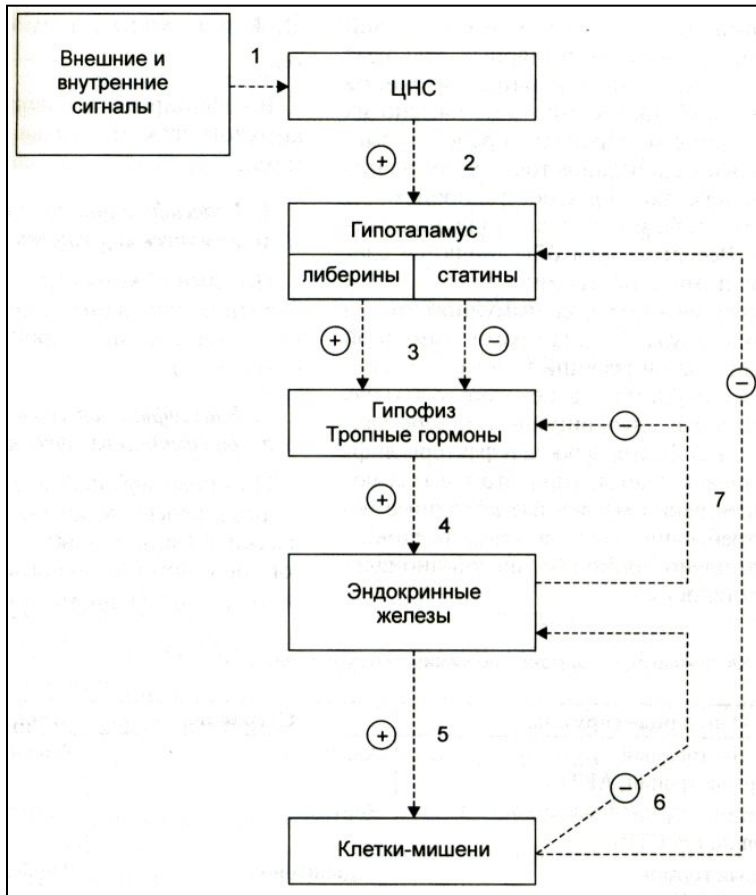 Внешние и
внутренние
сигналы
1
ЦНС
+
2
Гипоталамус
либерины
статины
+
3
−
−
Гипофиз
Тропные гормоны
−
+
4
7
Эндокринные
железы
+
5
−
6
Клетки-мишени